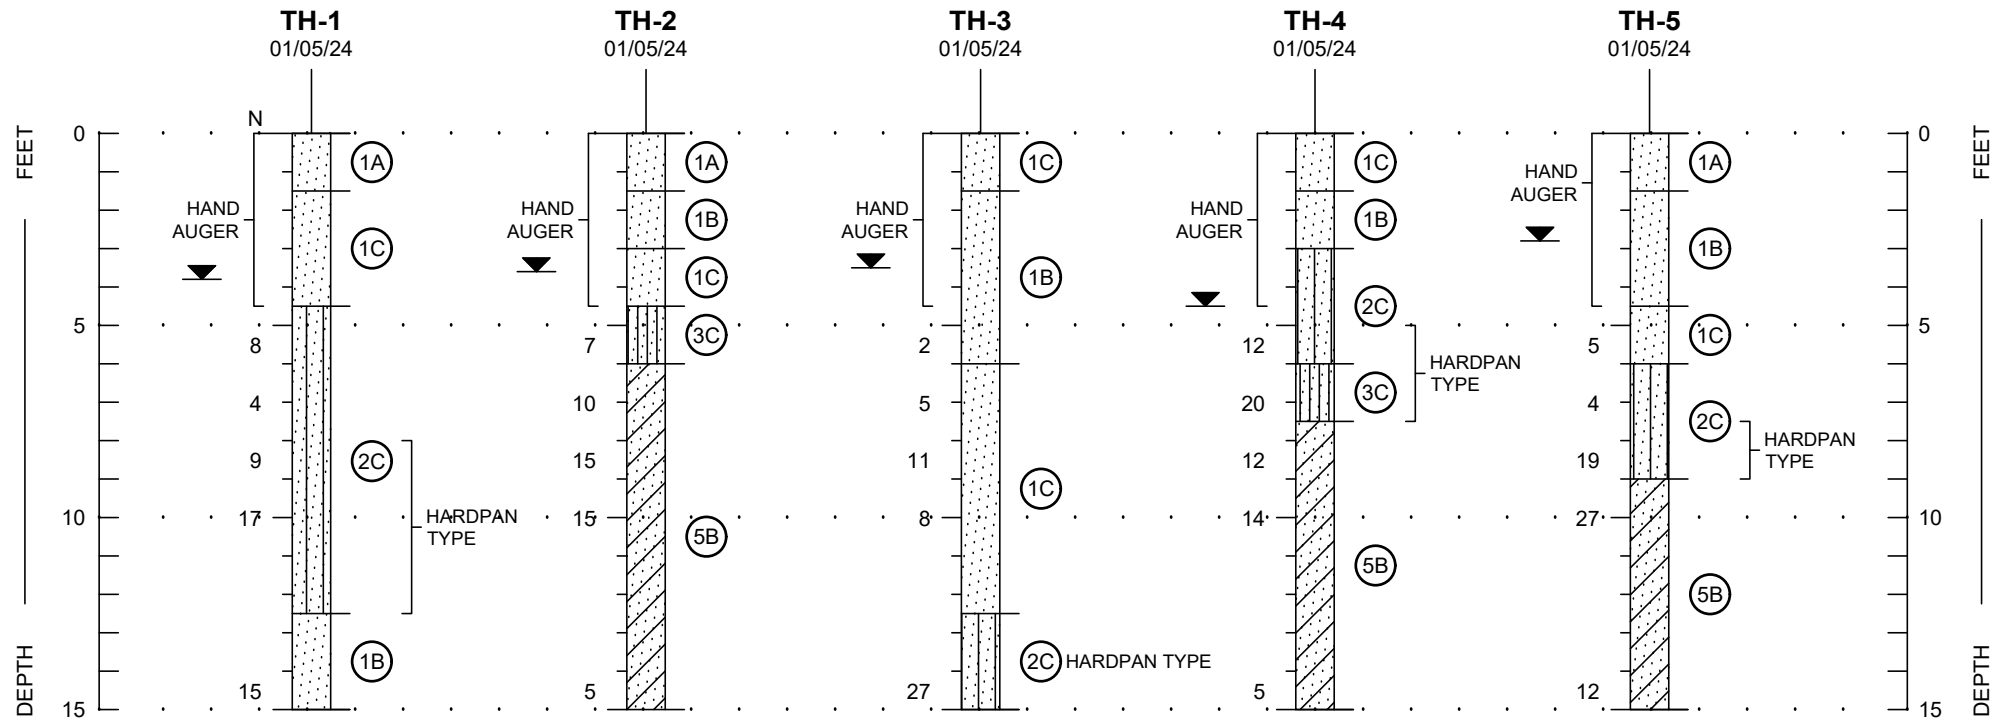 TH-1
01/05/24
TH-2
01/05/24
TH-3
01/05/24
TH-4
01/05/24
TH-5
01/05/24
FEET
DEPTH
0
5
10
15
N
HAND
AUGER
1A
1C
2C
1B
8
4
9
17
15
HARDPAN
TYPE
HAND
AUGER
1A
1B
1C
3C
5B
7
10
15
15
5
HAND
AUGER
1C
1B
1C
2C
HARDPAN TYPE
2
5
11
8
27
HAND
AUGER
1C
1B
2C
3C
5B
12
20
12
14
5
HARDPAN
TYPE
HAND
AUGER
1A
1B
1C
2C
5B
5
4
19
27
12
HARDPAN
TYPE
0
5
10
15
FEET
DEPTH